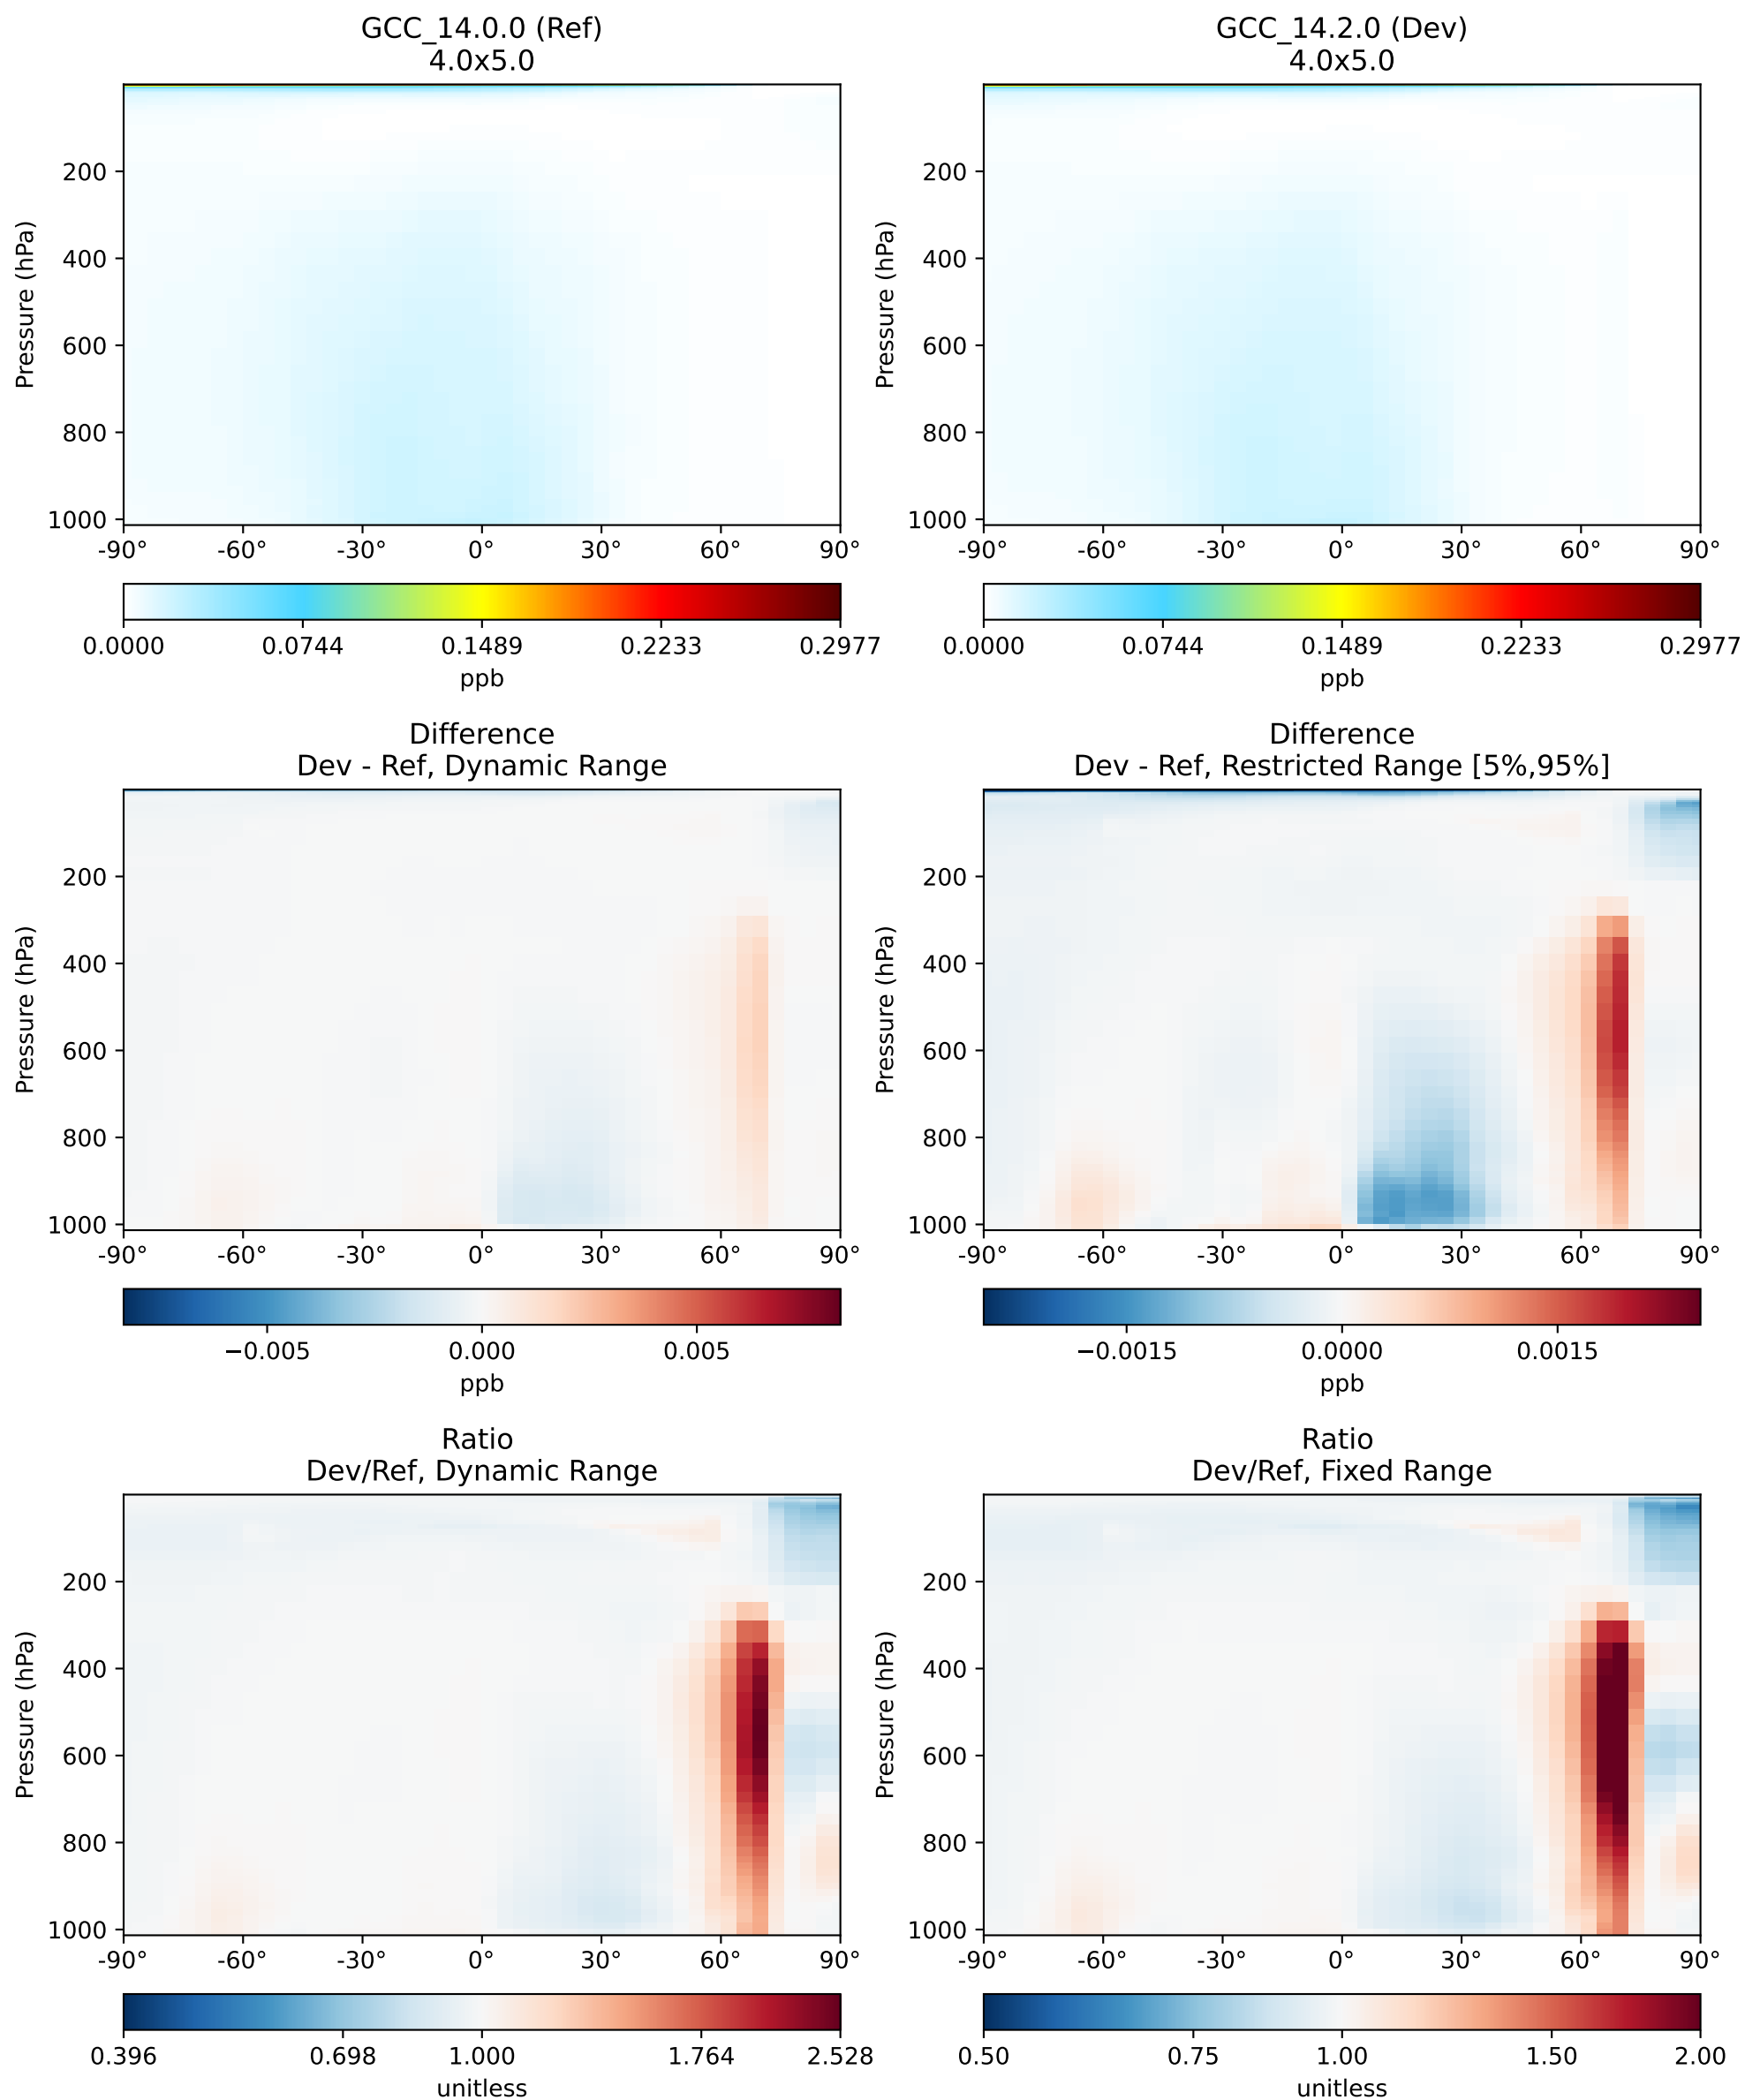 GCC_14.0.0 (Ref)
4.0x5.0
Pressure (hPa)
200
400
600
800
1000
-90° -60° -30° 0° 30° 60° 90°
0.0000 0.0744 0.1489 0.2233 0.2977
ppb
GCC_14.2.0 (Dev)
4.0x5.0
Pressure (hPa)
200
400
600
800
1000
-90° -60° -30° 0° 30° 60° 90°
0.0000 0.0744 0.1489 0.2233 0.2977
ppb
Difference
Dev - Ref, Dynamic Range
Pressure (hPa)
200
400
600
800
1000
-90° -60° -30° 0° 30° 60° 90°
−0.005 0.000 0.005
ppb
Difference
Dev - Ref, Restricted Range [5%,95%]
Pressure (hPa)
200
400
600
800
1000
-90° -60° -30° 0° 30° 60° 90°
−0.0015 0.0000 0.0015
ppb
Ratio
Dev/Ref, Dynamic Range
Pressure (hPa)
200
400
600
800
1000
-90° -60° -30° 0° 30° 60° 90°
0.396 0.698 1.000 1.764 2.528
unitless
Ratio
Dev/Ref, Fixed Range
Pressure (hPa)
200
400
600
800
1000
-90° -60° -30° 0° 30° 60° 90°
0.50 0.75 1.00 1.50 2.00
unitless